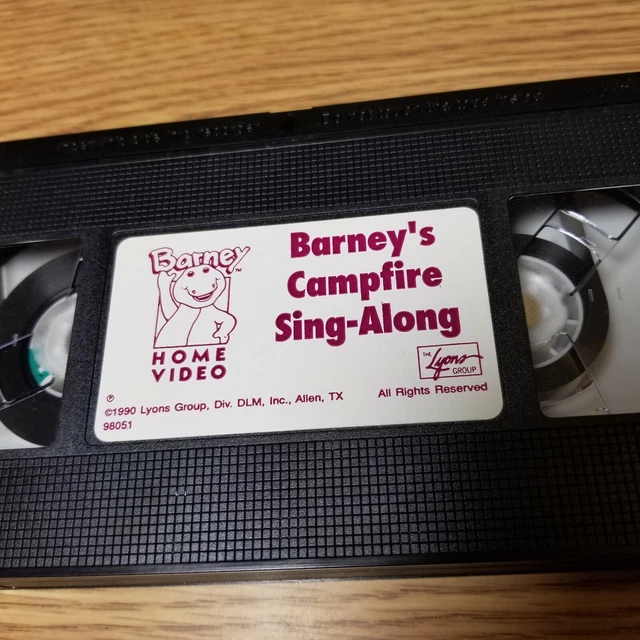 Barney™
HOME
VIDEO
Barney's
Campfire
Sing-Along
THE
Lyons
GROUP
℗
©1990 Lyons Group, Div. DLM, Inc., Allen, TX
98051
All Rights Reserved